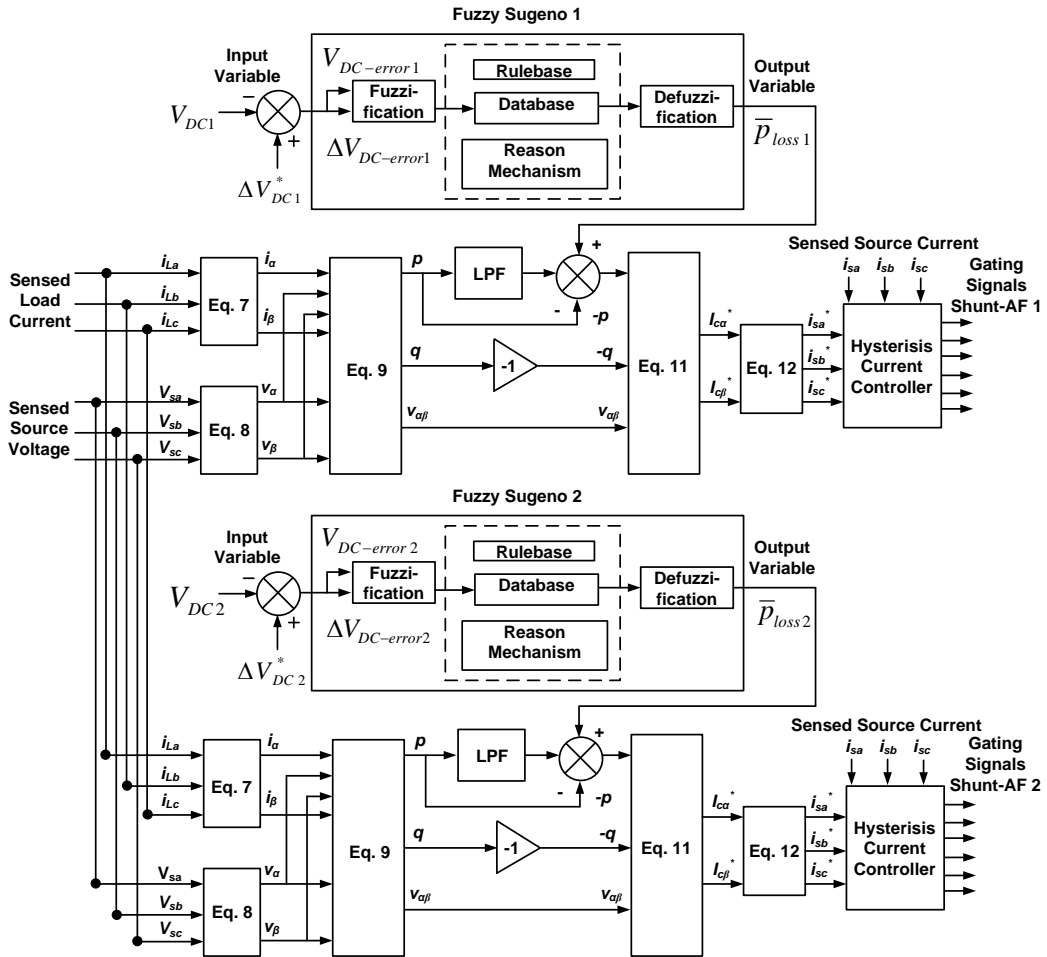 Fuzzy Sugeno 1
Input
Variable
V_DC1
−
+
ΔV*_DC1
V_DC−error1
ΔV_DC−error1
Fuzzi-
fication
Rulebase
Database
Reason
Mechanism
Defuzzi-
fication
Output
Variable
p̅_loss1
Sensed
Load
Current
i_La
i_Lb
i_Lc
Eq. 7
i_α
i_β
Sensed
Source
Voltage
V_sa
V_sb
V_sc
Eq. 8
v_α
v_β
Eq. 9
p
LPF
+
-
-p
q
-1
-q
v_αβ
v_αβ
Eq. 11
I_cα*
I_cβ*
Eq. 12
i_sa*
i_sb*
i_sc*
Sensed Source Current
i_sa
i_sb
i_sc
Hysterisis
Current
Controller
Gating
Signals
Shunt-AF 1
Fuzzy Sugeno 2
Input
Variable
V_DC2
−
+
ΔV*_DC2
V_DC−error2
ΔV_DC−error2
Fuzzi-
fication
Rulebase
Database
Reason
Mechanism
Defuzzi-
fication
Output
Variable
p̅_loss2
i_La
i_Lb
i_Lc
Eq. 7
i_α
i_β
V_sa
V_sb
V_sc
Eq. 8
v_α
v_β
Eq. 9
p
LPF
+
-
-p
q
-1
-q
v_αβ
v_αβ
Eq. 11
I_cα*
I_cβ*
Eq. 12
i_sa*
i_sb*
i_sc*
Sensed Source Current
i_sa
i_sb
i_sc
Hysterisis
Current
Controller
Gating
Signals
Shunt-AF 2